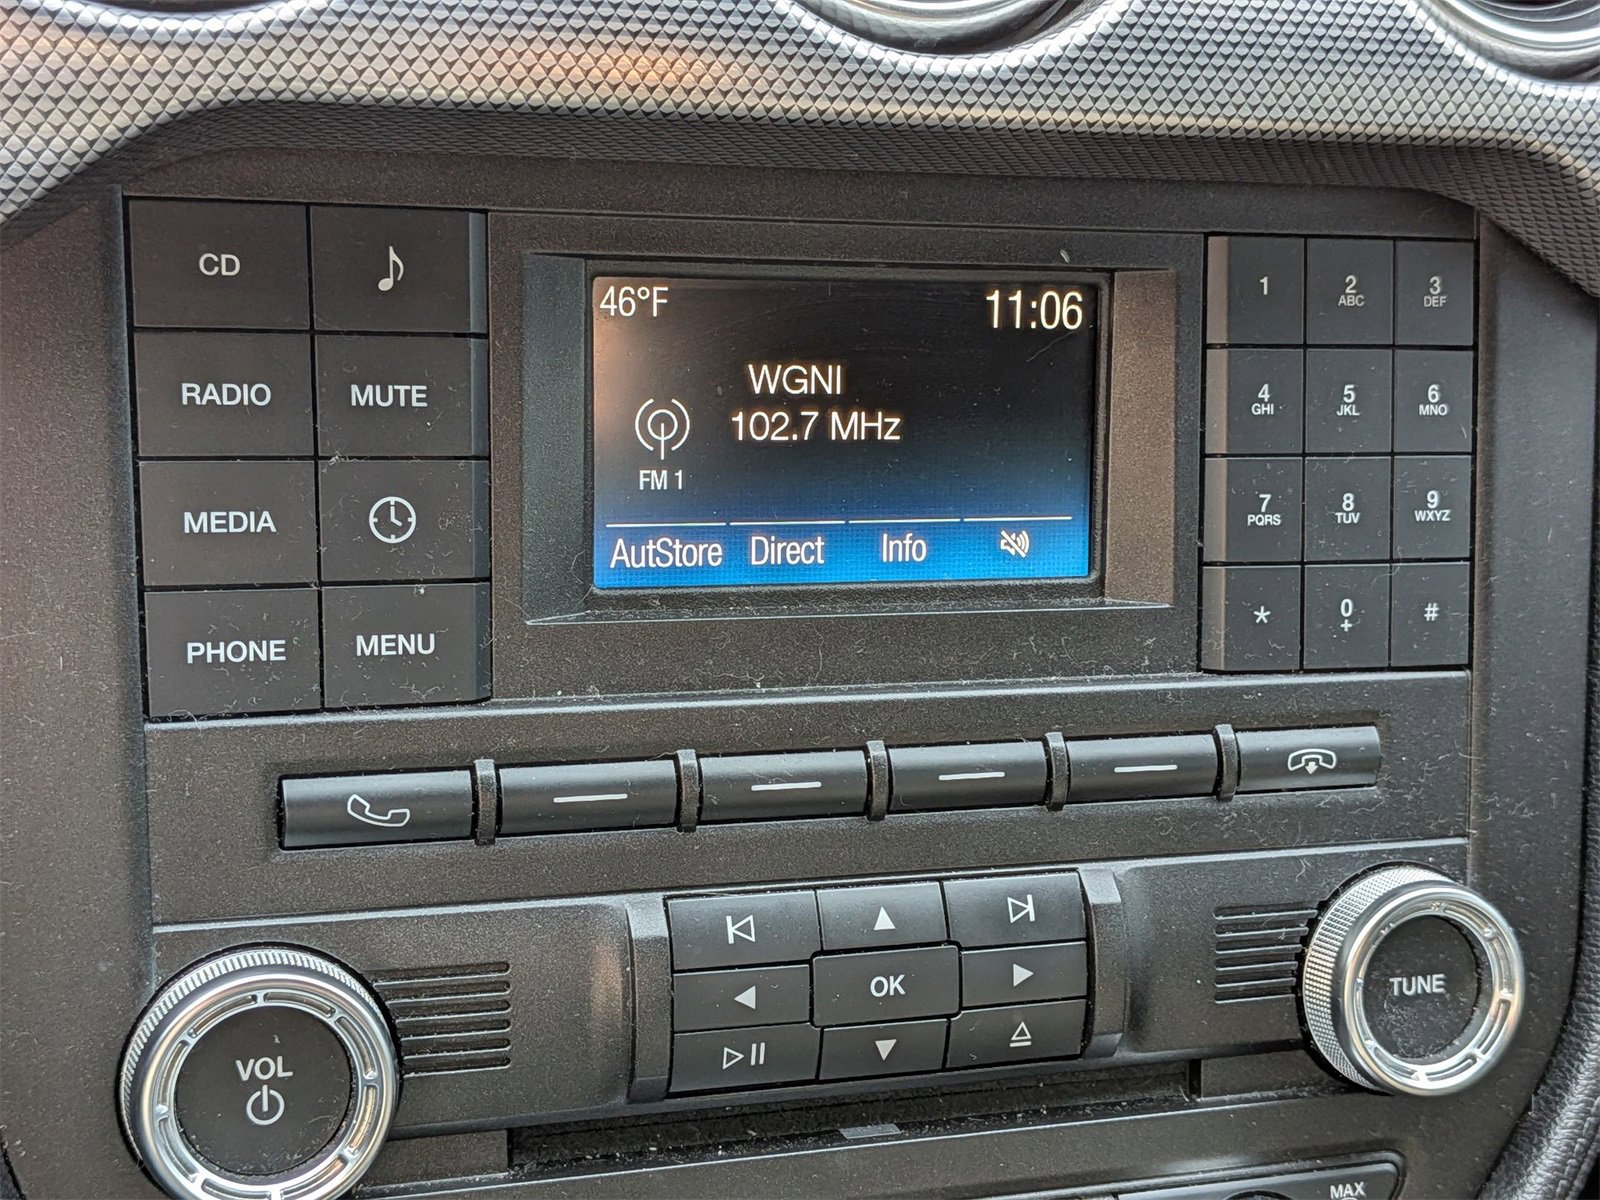 CD
RADIO MUTE
MEDIA
PHONE MENU
46°F 11:06
WGNI
102.7 MHz
FM 1
AutStore Direct Info
1 2 3
ABC DEF
4 5 6
GHI JKL MNO
7 8 9
PQRS TUV WXYZ
* 0 #
+
OK
VOL
TUNE
MAX